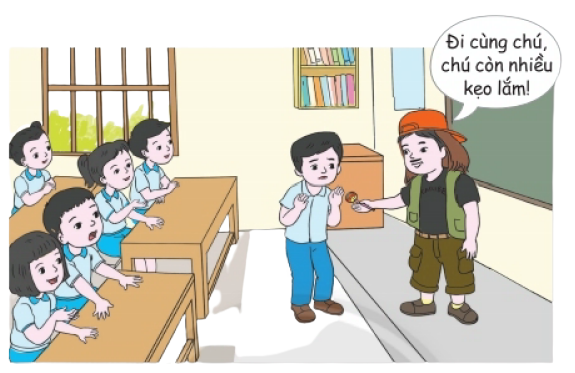 Đi cùng chú,
chú còn nhiều
kẹo lắm!